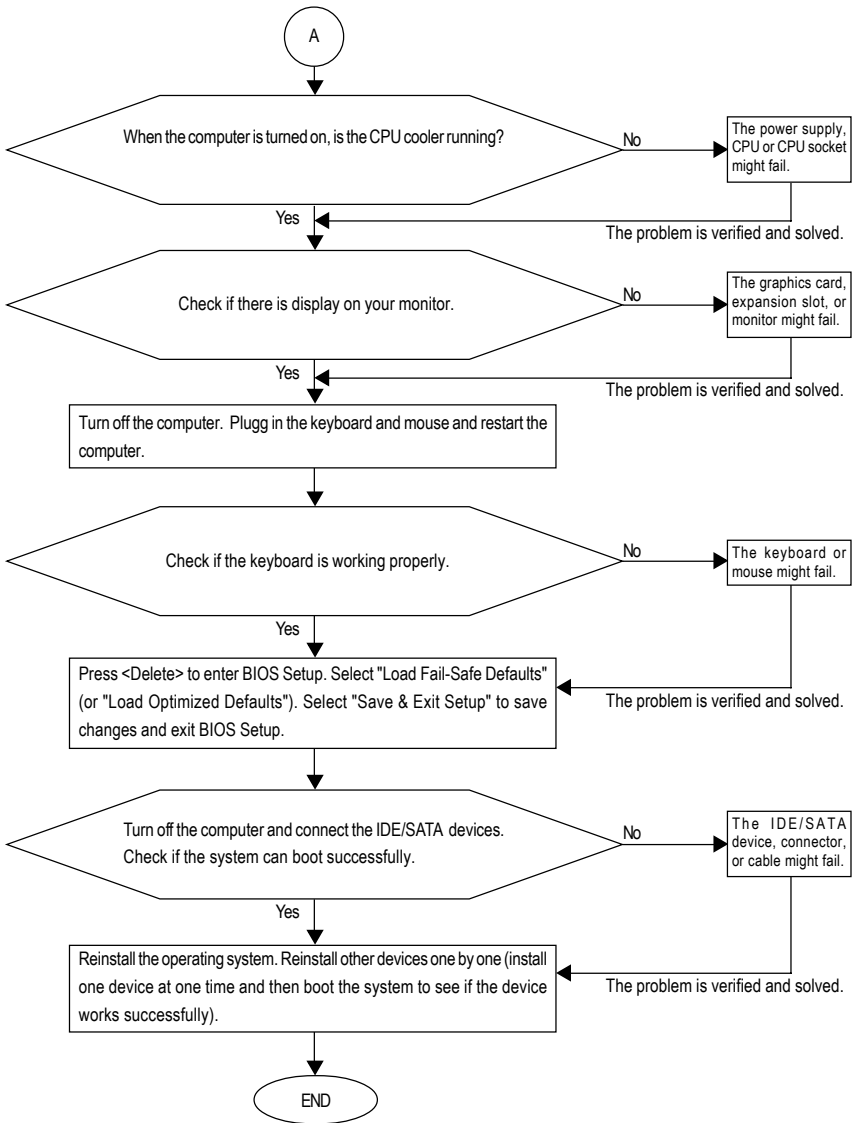 A
When the computer is turned on, is the CPU cooler running?
No
The power supply,
CPU or CPU socket
might fail.
Yes
The problem is verified and solved.
Check if there is display on your monitor.
No
The graphics card,
expansion slot, or
monitor might fail.
Yes
The problem is verified and solved.
Turn off the computer. Plugg in the keyboard and mouse and restart the
computer.
Check if the keyboard is working properly.
No
The keyboard or
mouse might fail.
Yes
Press <Delete> to enter BIOS Setup. Select "Load Fail-Safe Defaults"
(or "Load Optimized Defaults"). Select "Save & Exit Setup" to save
changes and exit BIOS Setup.
The problem is verified and solved.
Turn off the computer and connect the IDE/SATA devices.
Check if the system can boot successfully.
No
The IDE/SATA
device, connector,
or cable might fail.
Yes
Reinstall the operating system. Reinstall other devices one by one (install
one device at one time and then boot the system to see if the device
works successfully).
The problem is verified and solved.
END